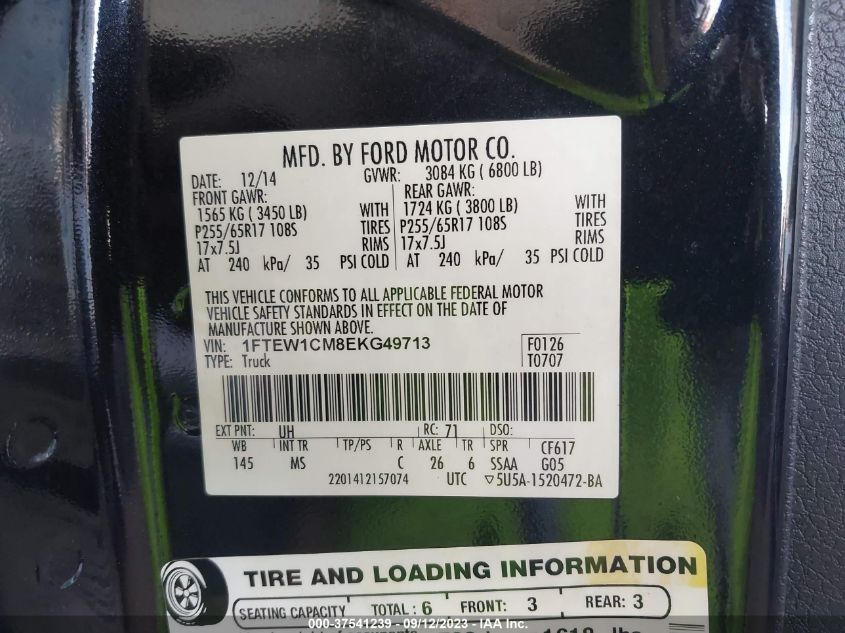 MFD. BY FORD MOTOR CO.
DATE: 12/14 GVWR: 3084 KG ( 6800 LB)
FRONT GAWR: REAR GAWR:
1565 KG ( 3450 LB) WITH 1724 KG ( 3800 LB) WITH
P255/65R17 108S TIRES P255/65R17 108S TIRES
17x7.5J RIMS 17x7.5J RIMS
AT 240 kPa/ 35 PSI COLD AT 240 kPa/ 35 PSI COLD
THIS VEHICLE CONFORMS TO ALL APPLICABLE FEDERAL MOTOR
VEHICLE SAFETY STANDARDS IN EFFECT ON THE DATE OF
MANUFACTURE SHOWN ABOVE.
VIN: 1FTEW1CM8EKG49713 F0126
TYPE: Truck T0707
EXT PNT: UH RC: 71 DSO:
WB INT TR TP/PS R AXLE TR SPR CF617
145 MS C 26 6 SSAA G05
2201412157074 UTC ▽5U5A-1520472-BA
TIRE AND LOADING INFORMATION
SEATING CAPACITY TOTAL: 6 FRONT: 3 REAR: 3
000-37541239 - 09/12/2023 - IAA Inc.